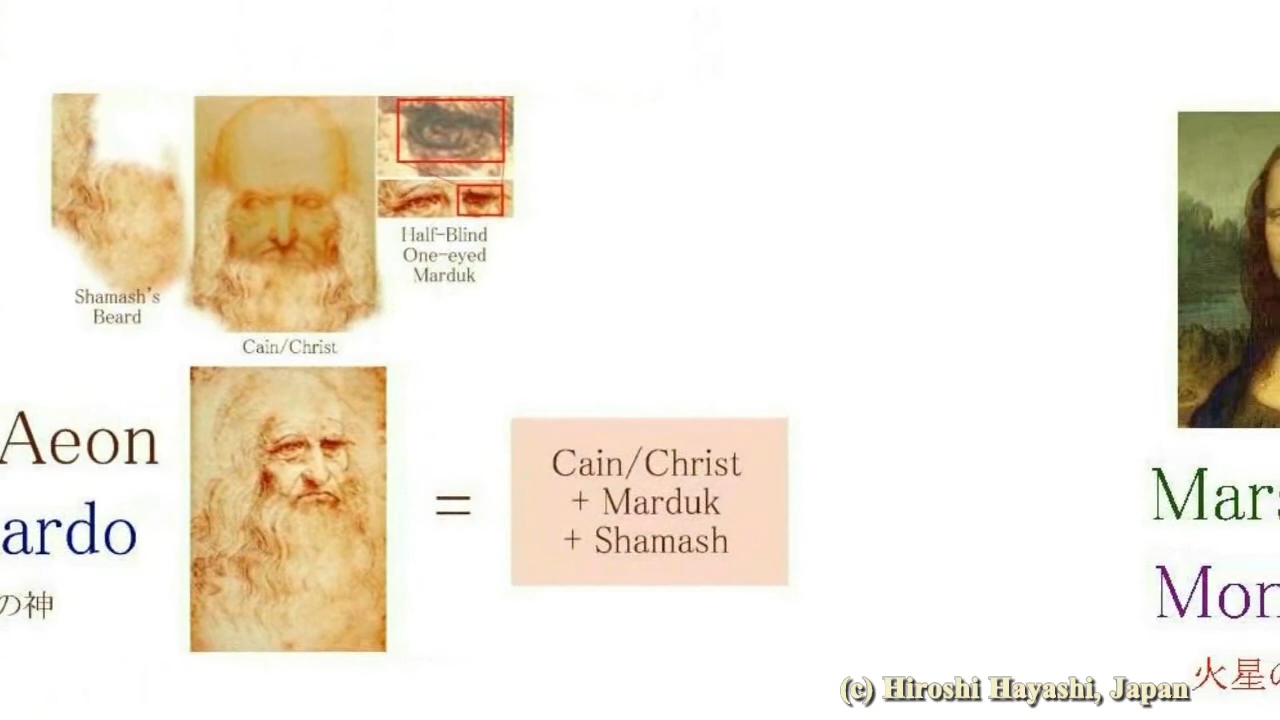 Half-Blind
One-eyed
Marduk
Shamash's
Beard
Cain/Christ
Aeon
ardo
の神
=
Cain/Christ
+ Marduk
+ Shamash
Mars
Mon
火星の
(c) Hiroshi Hayashi, Japan